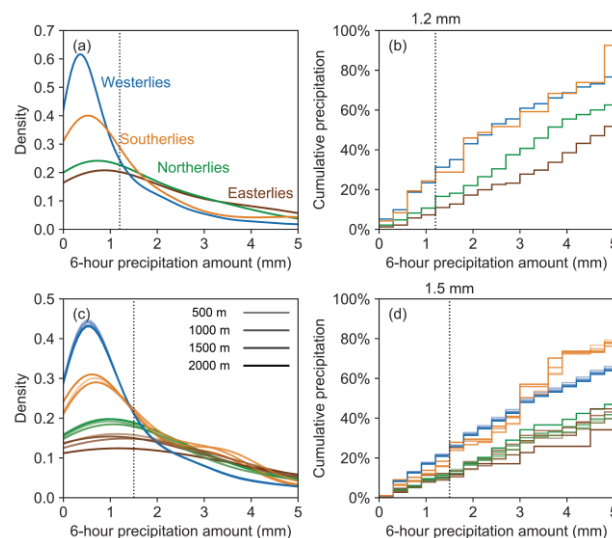 1.2 mm
(a)
Westerlies
Southerlies
Northerlies
Easterlies
Density
0.7
0.6
0.5
0.4
0.3
0.2
0.1
0.0
0 1 2 3 4 5
6-hour precipitation amount (mm)
(b)
Cumulative precipitation
100%
80%
60%
40%
20%
0 1 2 3 4 5
6-hour precipitation amount (mm)
1.5 mm
(c)
500 m
1000 m
1500 m
2000 m
Density
0.5
0.4
0.3
0.2
0.1
0.0
0 1 2 3 4 5
6-hour precipitation amount (mm)
(d)
Cumulative precipitation
100%
80%
60%
40%
20%
0%
0 1 2 3 4 5
6-hour precipitation amount (mm)